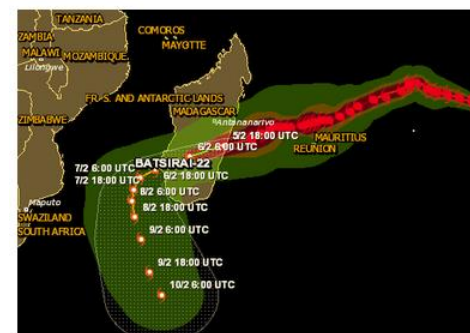 TANZANIA
COMOROS
MAYOTTE
ZAMBIA
MALAWI
MOZAMBIQUE
Lilongwe
FR- S. AND ANTARCTIC LANDS
MADAGASCAR
Antananarivo
ZIMBABWE
5/2 18:00 UTC
MAURITIUS
6/2 6:00 UTC
REUNION
BATSIRAI-22
7/2 6:00 UTC
6/2 18:00 UTC
7/2 18:00 UTC
8/2 6:00 UTC
Maputo
8/2 18:00 UTC
SWAZILAND
SOUTH AFRICA
9/2 6:00 UTC
9/2 18:00 UTC
10/2 6:00 UTC